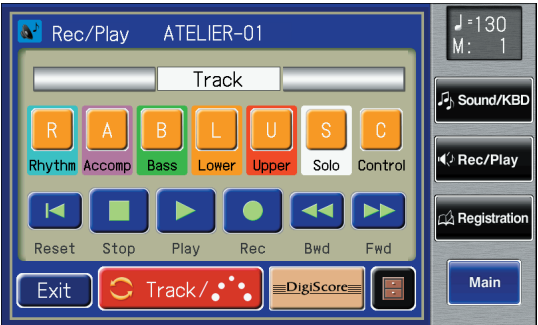 Rec/Play ATELIER-01
♩=130
M: 1
Track
R A B L U S C
Rhythm Accomp Bass Lower Upper Solo Control
Reset Stop Play Rec Bwd Fwd
Exit Track/ DigiScore
Sound/KBD
Rec/Play
Registration
Main